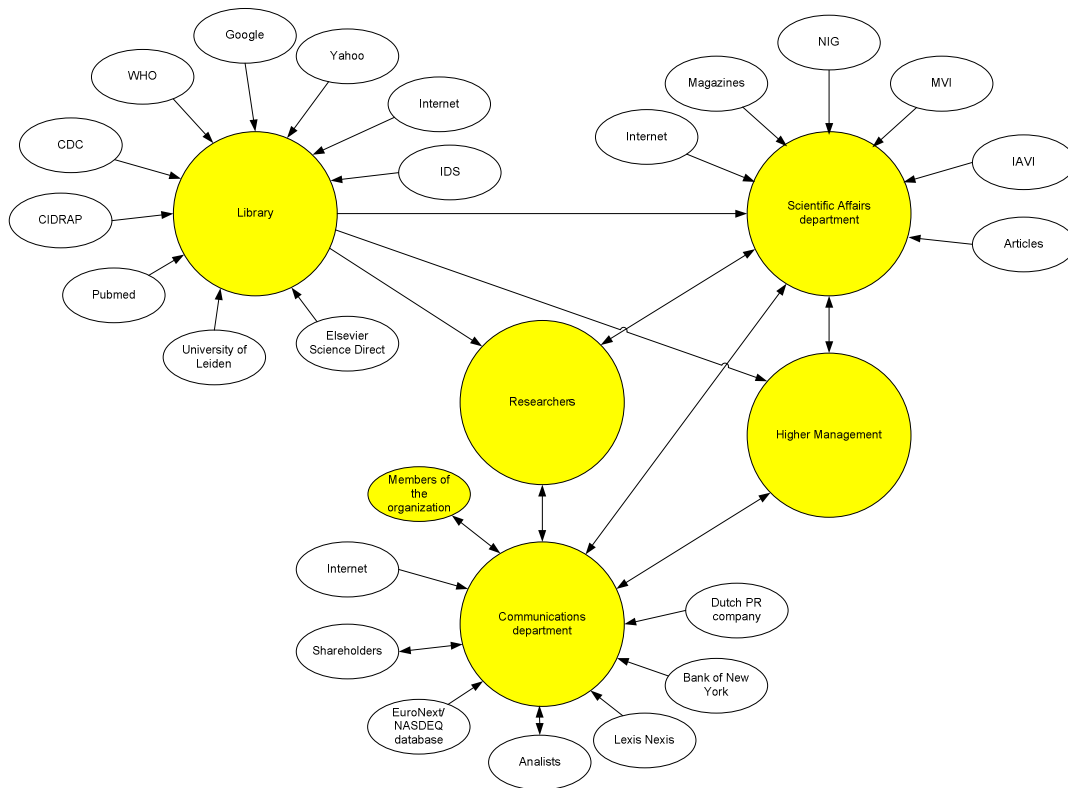 Google
NIG
Yahoo
WHO
Magazines
MVI
Internet
Internet
CDC
IAVI
IDS
CIDRAP
Library
Scientific Affairs
department
Articles
Pubmed
University of
Leiden
Elsevier
Science Direct
Researchers
Higher Management
Members of
the
organization
Internet
Communications
department
Dutch PR
company
Shareholders
Bank of New
York
EuroNext/
NASDEQ
database
Lexis Nexis
Analists